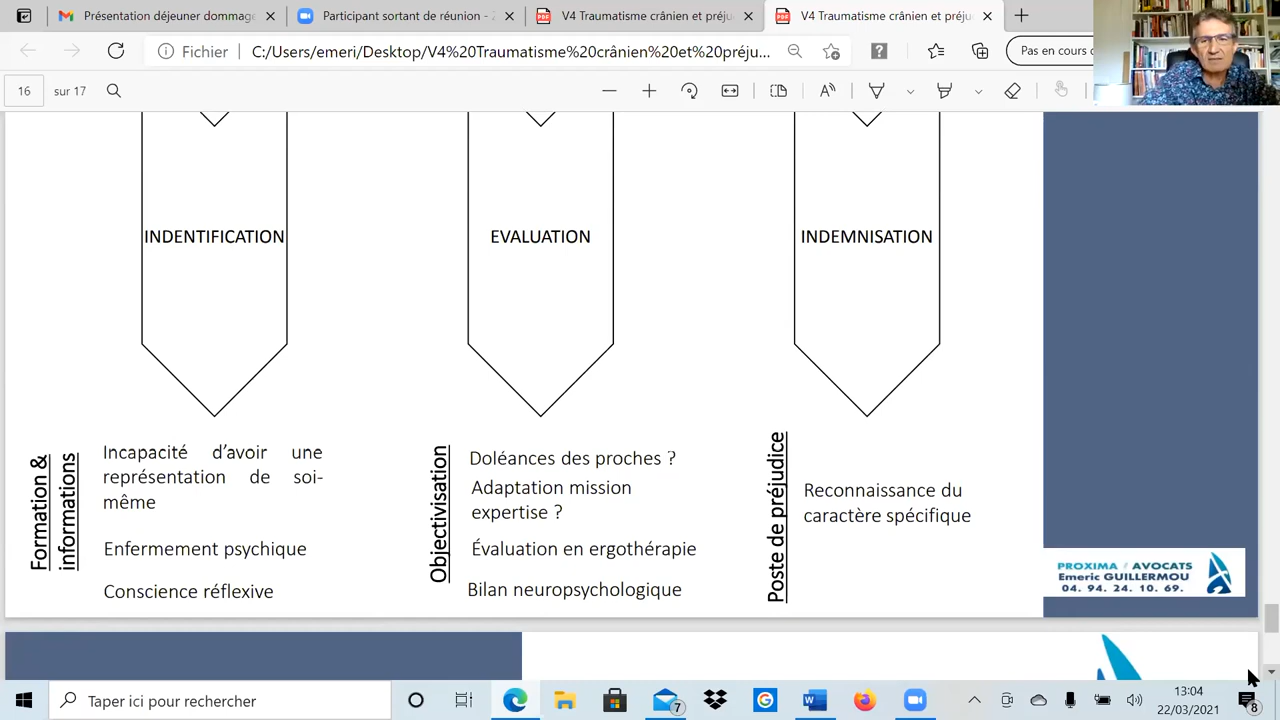 Présentation déjeuner dommage
Participant sortant de réunion - 2
V4 Traumatisme crânien et préju
V4 Traumatisme crânien et préju
Fichier
C:/Users/emeri/Desktop/V4%20Traumatisme%20crânien%20et%20préju...
Pas en cours
16 sur 17
INDENTIFICATION
EVALUATION
INDEMNISATION
Formation &
informations
Incapacité d'avoir une
représentation de soi-
même
Enfermement psychique
Conscience réflexive
Objectivisation
Doléances des proches ?
Adaptation mission
expertise ?
Évaluation en ergothérapie
Bilan neuropsychologique
Poste de préjudice
Reconnaissance du
caractère spécifique
PROXIMA AVOCATS
Emeric GUILLERMOU
04. 94. 24. 10. 69.
Taper ici pour rechercher
7
13:04
22/03/2021
8